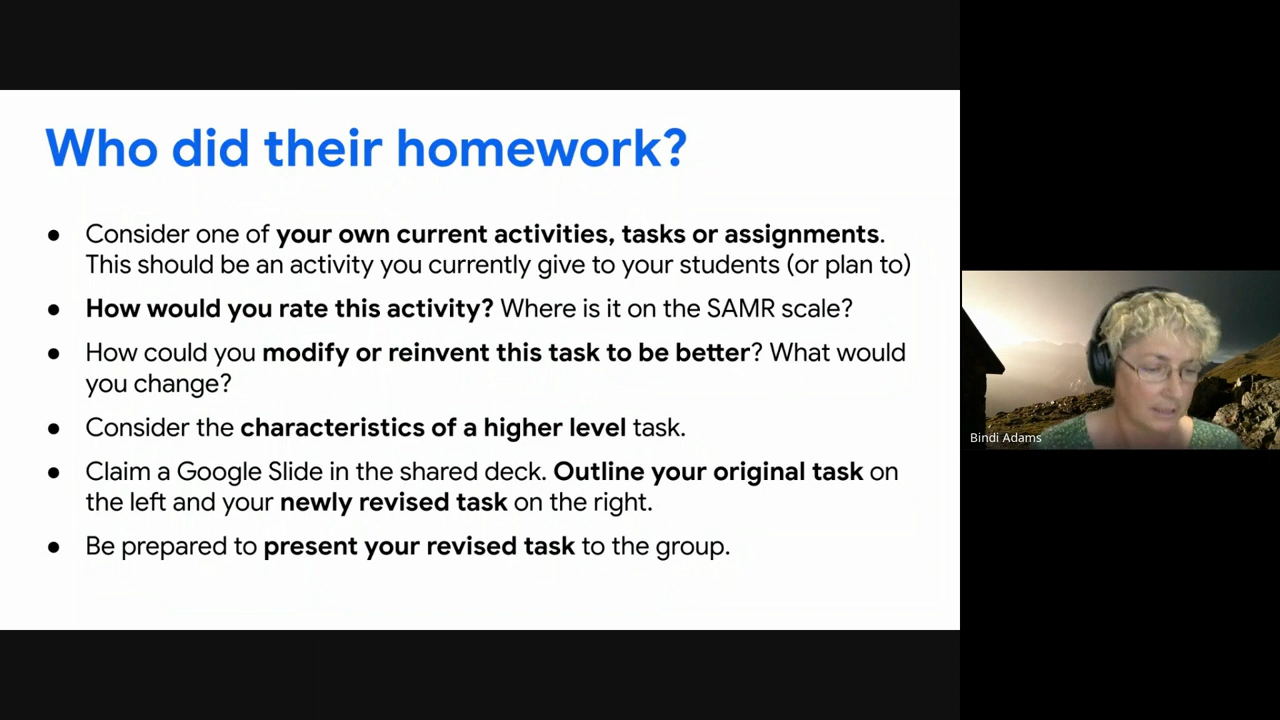 Who did their homework?
● Consider one of your own current activities, tasks or assignments.
This should be an activity you currently give to your students (or plan to)
● How would you rate this activity? Where is it on the SAMR scale?
● How could you modify or reinvent this task to be better? What would
you change?
● Consider the characteristics of a higher level task.
● Claim a Google Slide in the shared deck. Outline your original task on
the left and your newly revised task on the right.
● Be prepared to present your revised task to the group.
Bindi Adams